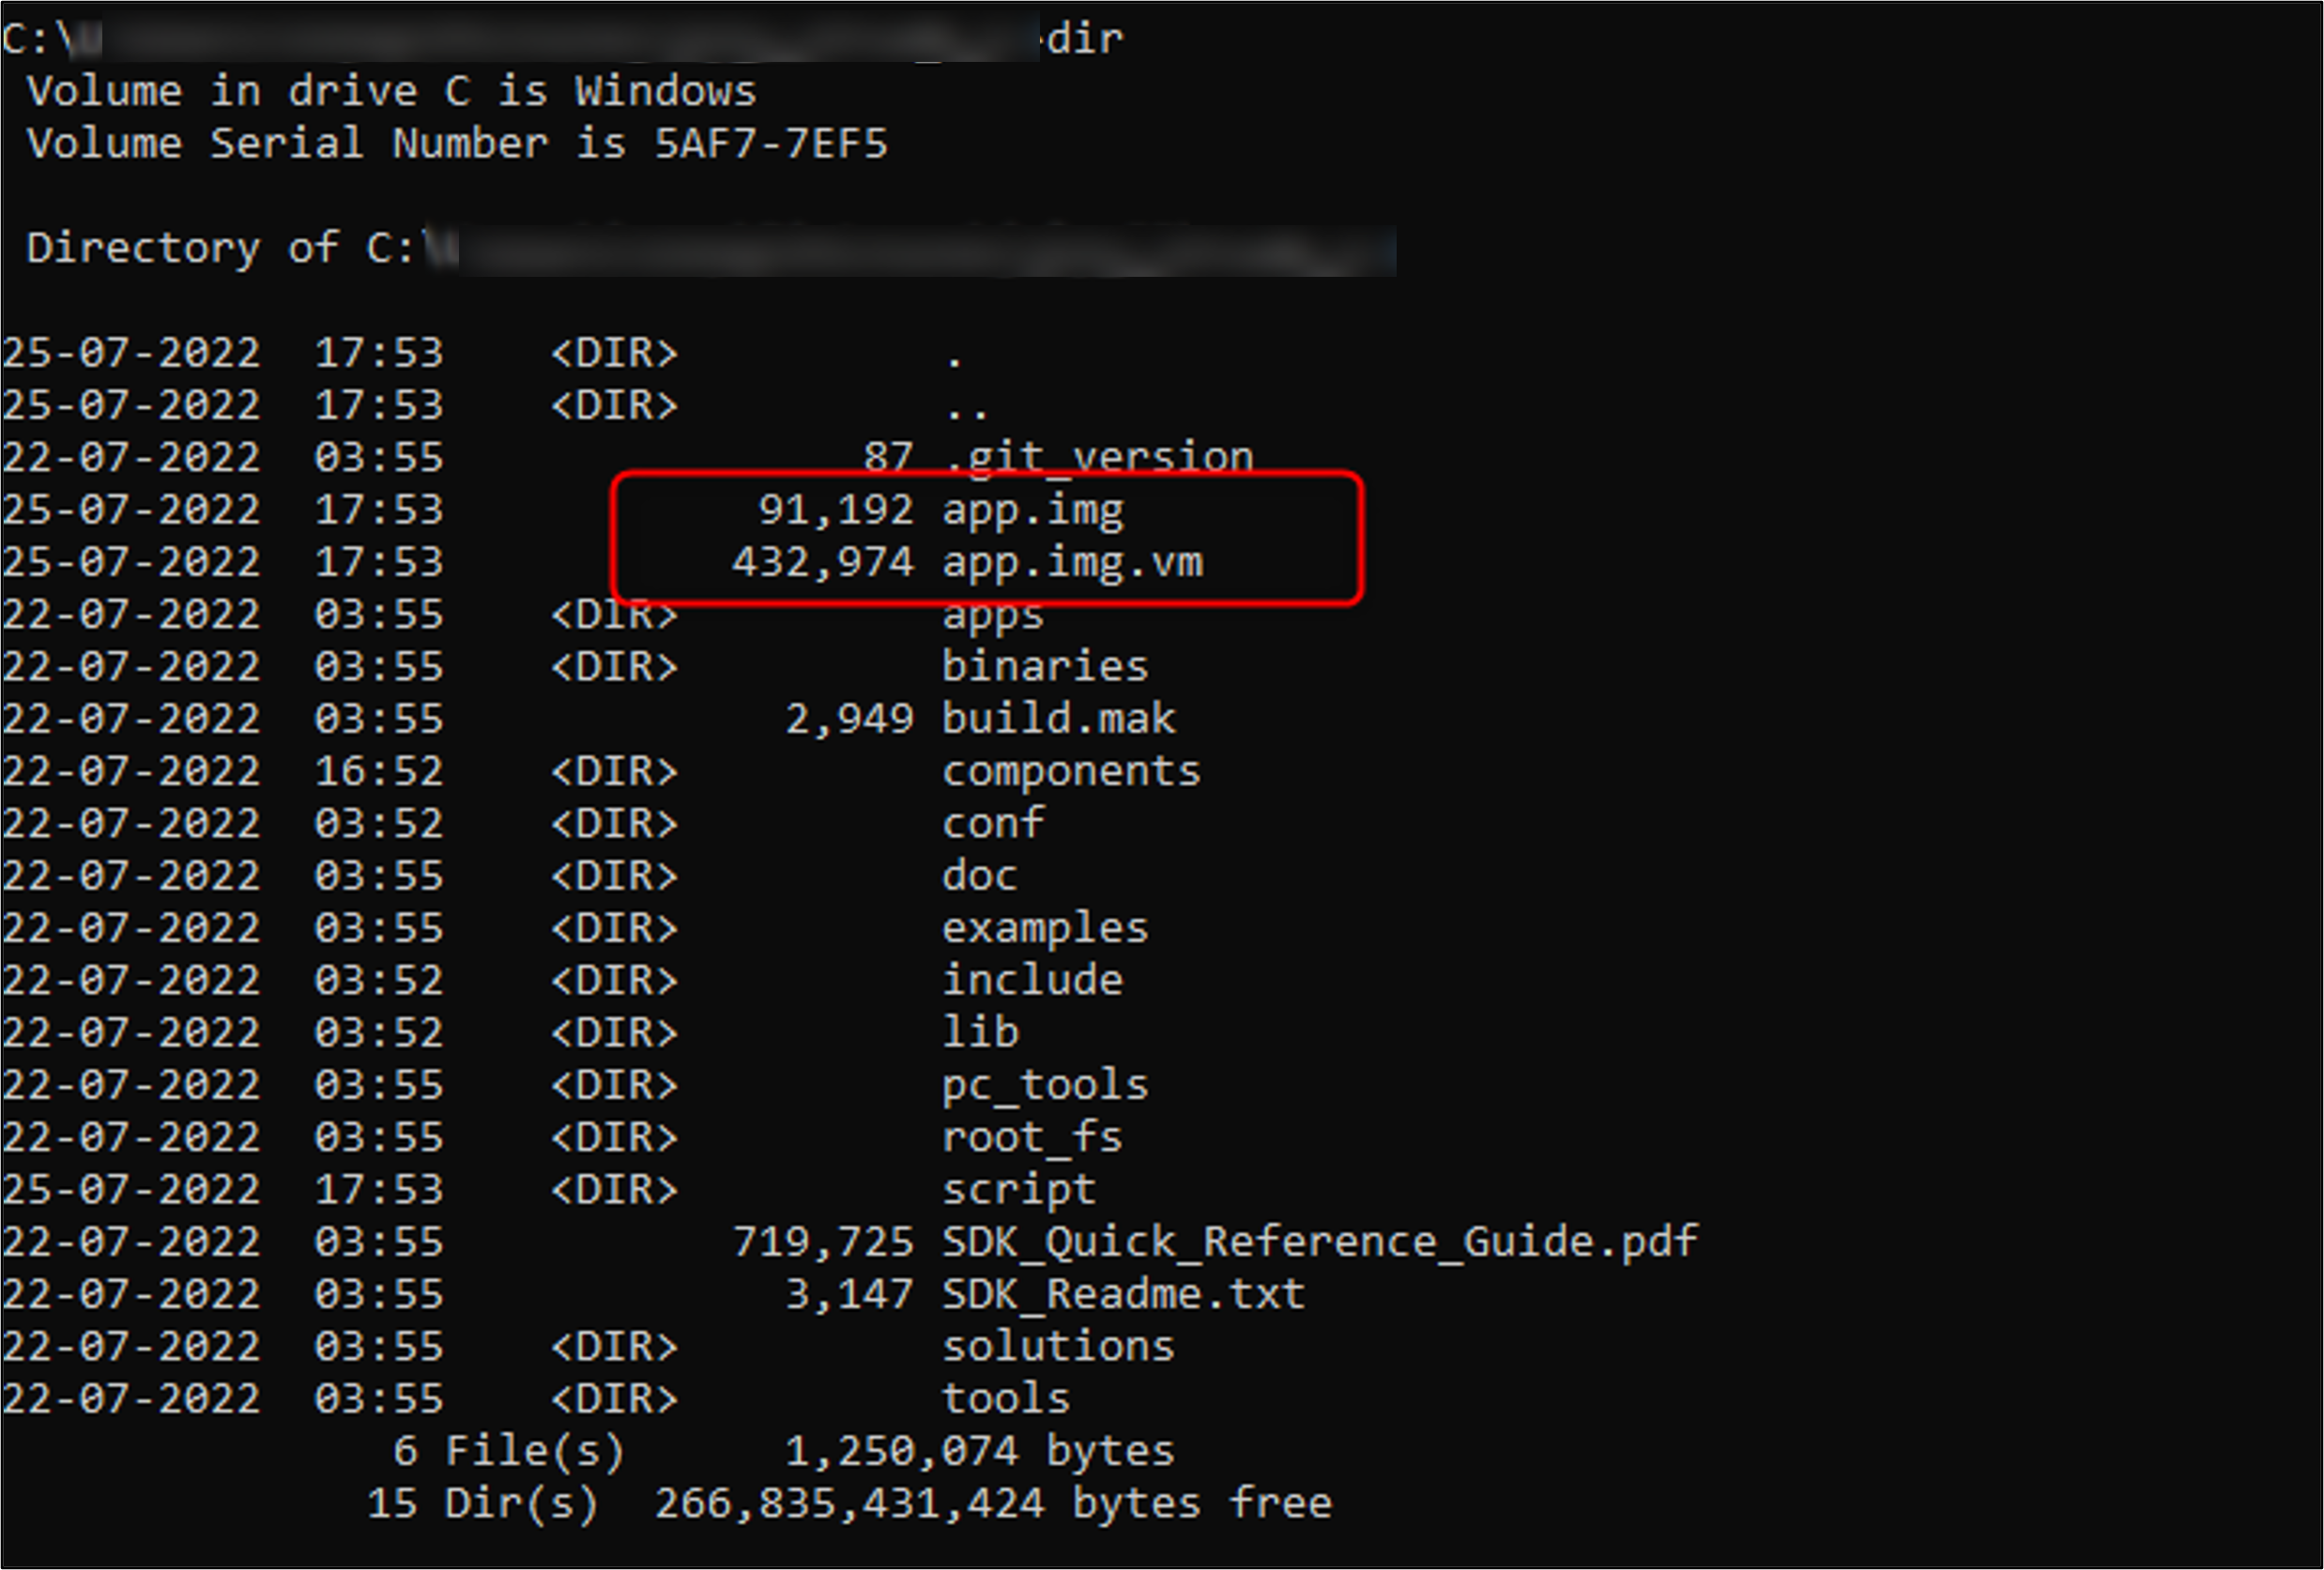 C:\ dir
Volume in drive C is Windows
Volume Serial Number is 5AF7-7EF5
Directory of C:\
25-07-2022  17:53    <DIR>          .
25-07-2022  17:53    <DIR>          ..
22-07-2022  03:55                87 .git_version
25-07-2022  17:53            91,192 app.img
25-07-2022  17:53           432,974 app.img.vm
22-07-2022  03:55    <DIR>          apps
22-07-2022  03:55    <DIR>          binaries
22-07-2022  03:55             2,949 build.mak
22-07-2022  16:52    <DIR>          components
22-07-2022  03:52    <DIR>          conf
22-07-2022  03:55    <DIR>          doc
22-07-2022  03:55    <DIR>          examples
22-07-2022  03:52    <DIR>          include
22-07-2022  03:52    <DIR>          lib
22-07-2022  03:55    <DIR>          pc_tools
22-07-2022  03:55    <DIR>          root_fs
25-07-2022  17:53    <DIR>          script
22-07-2022  03:55           719,725 SDK_Quick_Reference_Guide.pdf
22-07-2022  03:55             3,147 SDK_Readme.txt
22-07-2022  03:55    <DIR>          solutions
22-07-2022  03:55    <DIR>          tools
6 File(s)      1,250,074 bytes
15 Dir(s)  266,835,431,424 bytes free